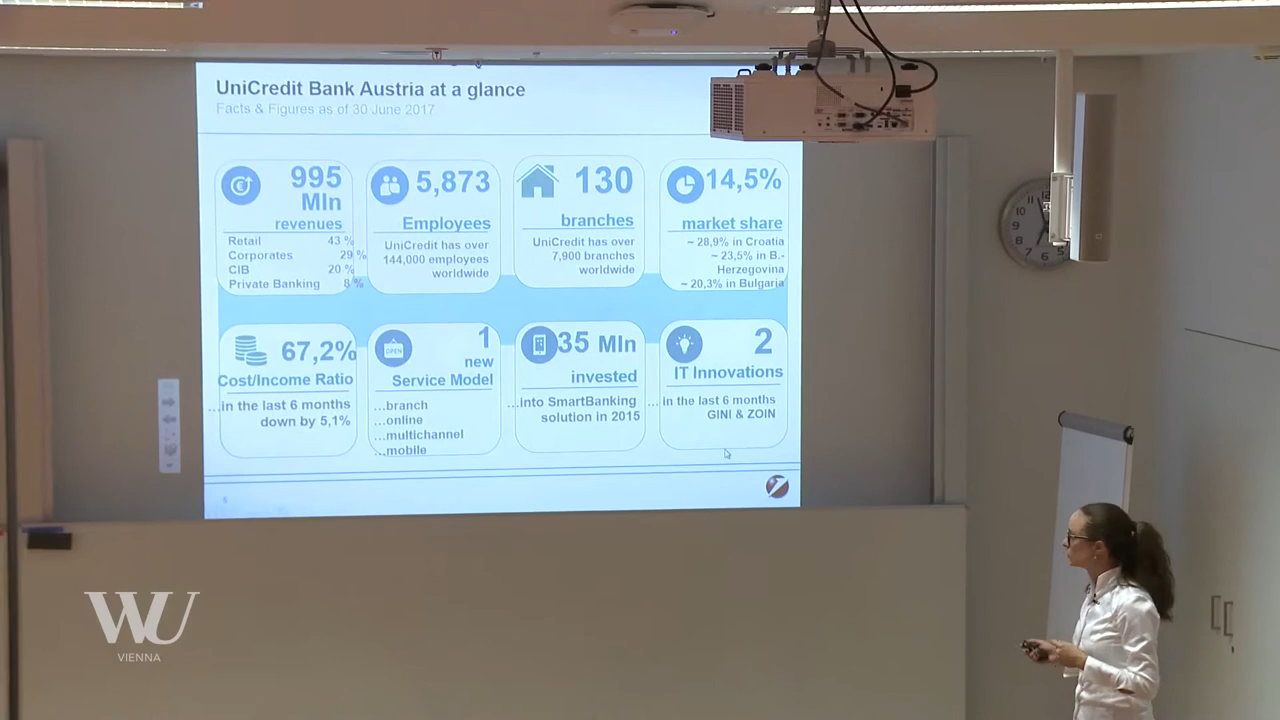 UniCredit Bank Austria at a glance
Facts & Figures as of 30 June 2017
995
Mln
revenues
Retail 43 %
Corporates 29 %
CIB 20 %
Private Banking 8 %
5,873
Employees
UniCredit has over
144,000 employees
worldwide
130
branches
UniCredit has over
7,900 branches
worldwide
14,5%
market share
~ 28,9% in Croatia
~ 23,5% in B.-
Herzegovina
~ 20,3% in Bulgaria
67,2%
Cost/Income Ratio
...in the last 6 months
down by 5,1%
OPEN
1
new
Service Model
...branch
...online
...multichannel
...mobile
35 Mln
invested
...into SmartBanking
solution in 2015
2
IT Innovations
... in the last 6 months
GINI & ZOIN
5
WU
VIENNA